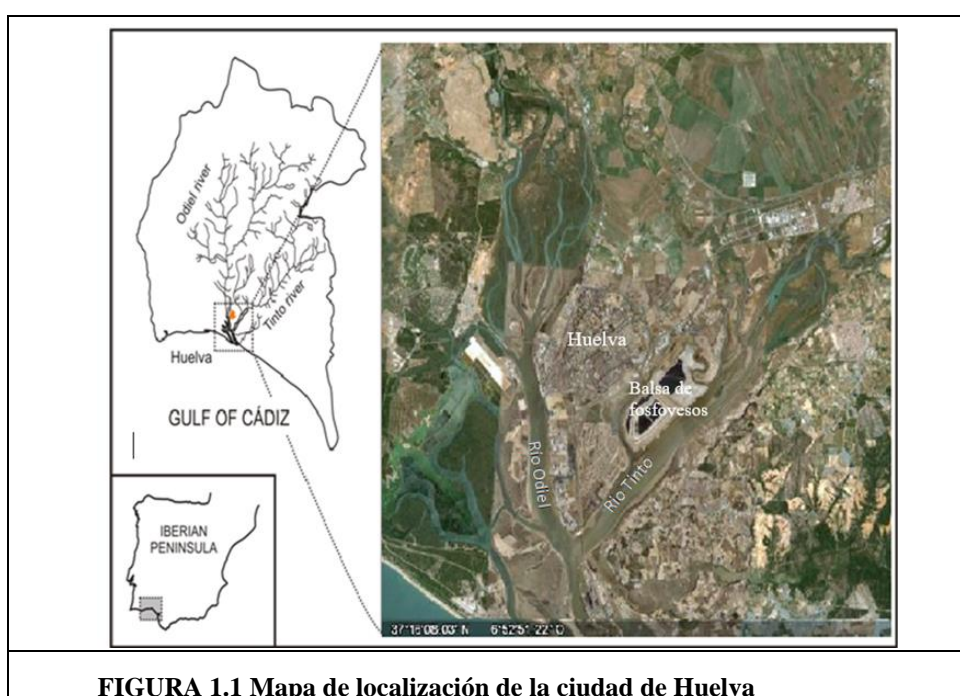 Odiel river
Tinto river
Huelva
GULF OF CÁDIZ
IBERIAN
PENINSULA
Huelva
Balsa de
fosfoyesos
Río Odiel
Río Tinto
37°16'08.03" N 6°52'51.22" O
FIGURA 1.1 Mapa de localización de la ciudad de Huelva